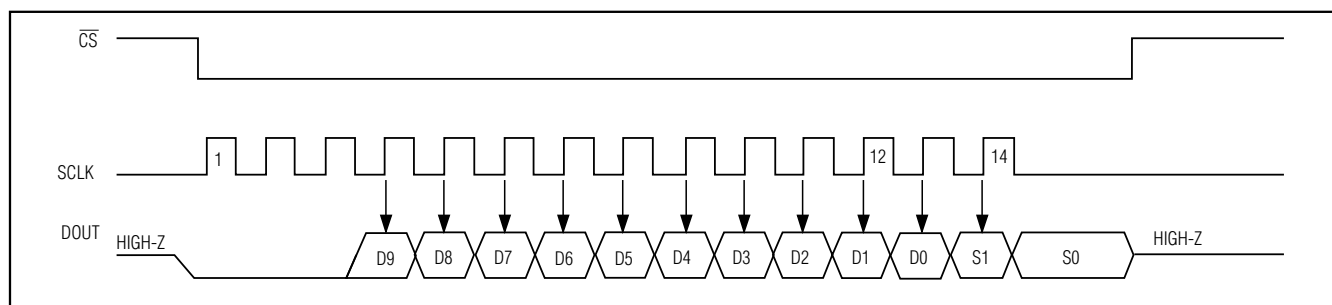 C̅S̅
SCLK
1 12 14
DOUT
HIGH-Z D9 D8 D7 D6 D5 D4 D3 D2 D1 D0 S1 S0 HIGH-Z